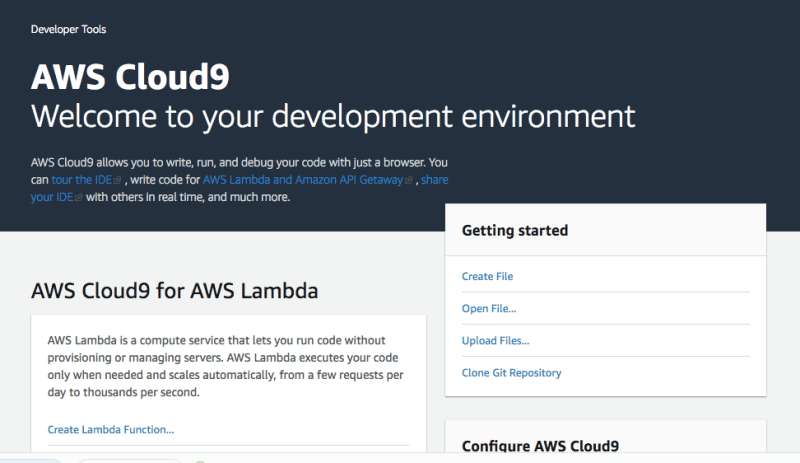 Developer Tools
AWS Cloud9
Welcome to your development environment
AWS Cloud9 allows you to write, run, and debug your code with just a browser. You
can tour the IDE , write code for AWS Lambda and Amazon API Getaway , share
your IDE with others in real time, and much more.
Getting started
Create File
Open File...
Upload Files...
Clone Git Repository
AWS Cloud9 for AWS Lambda
AWS Lambda is a compute service that lets you run code without
provisioning or managing servers. AWS Lambda executes your code
only when needed and scales automatically, from a few requests per
day to thousands per second.
Create Lambda Function...
Configure AWS Cloud9